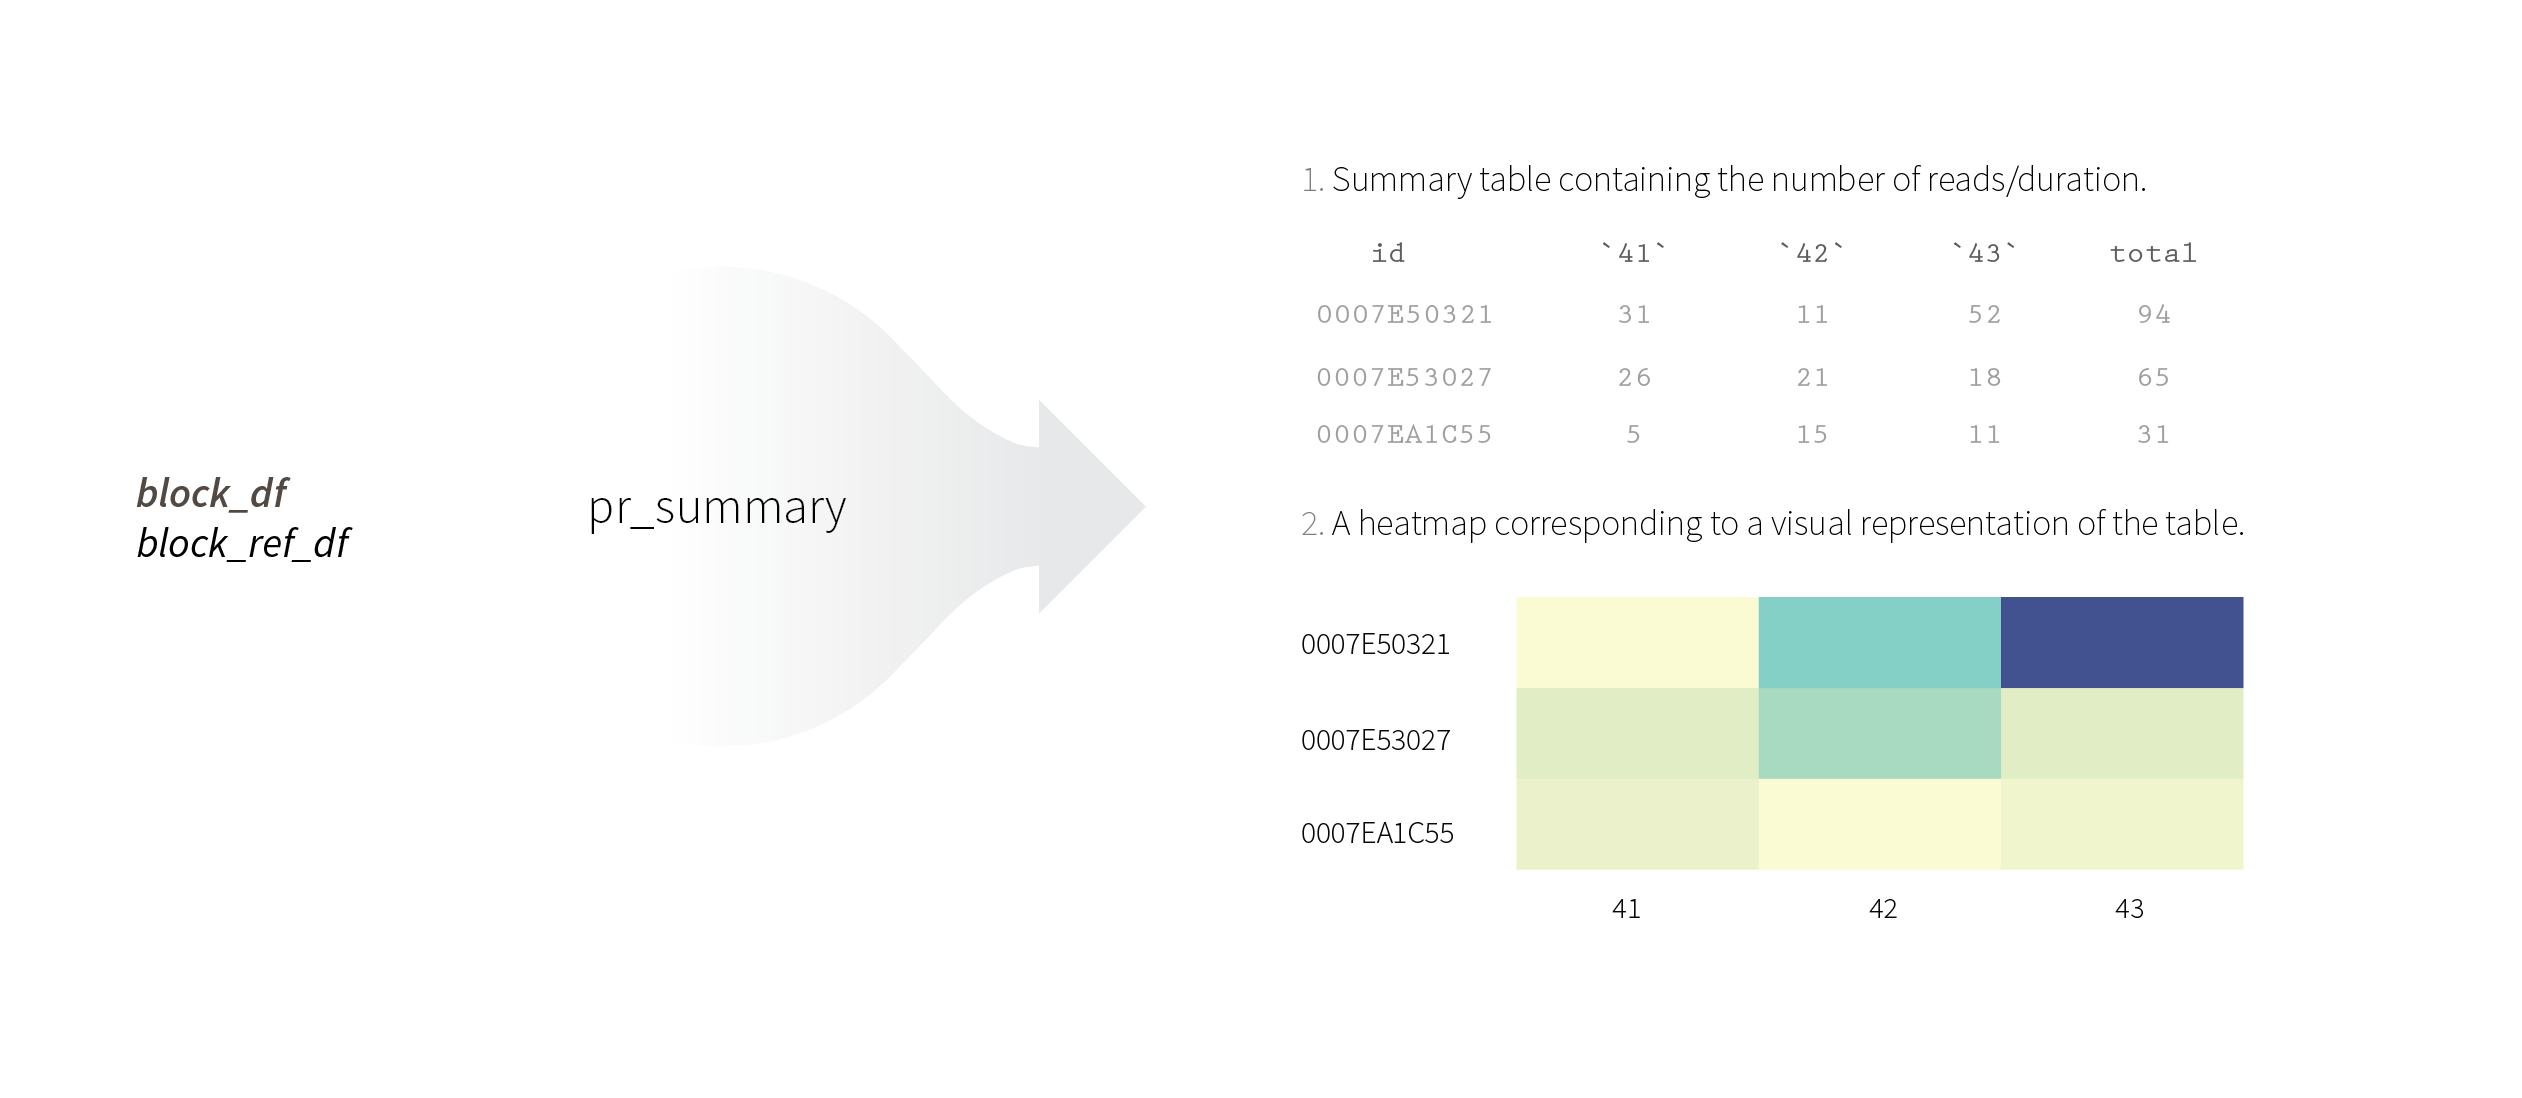 block_df
block_ref_df
pr_summary
1. Summary table containing the number of reads/duration.
id `41` `42` `43` total
0007E50321 31 11 52 94
0007E53027 26 21 18 65
0007EA1C55 5 15 11 31
2. A heatmap corresponding to a visual representation of the table.
0007E50321
0007E53027
0007EA1C55
41 42 43